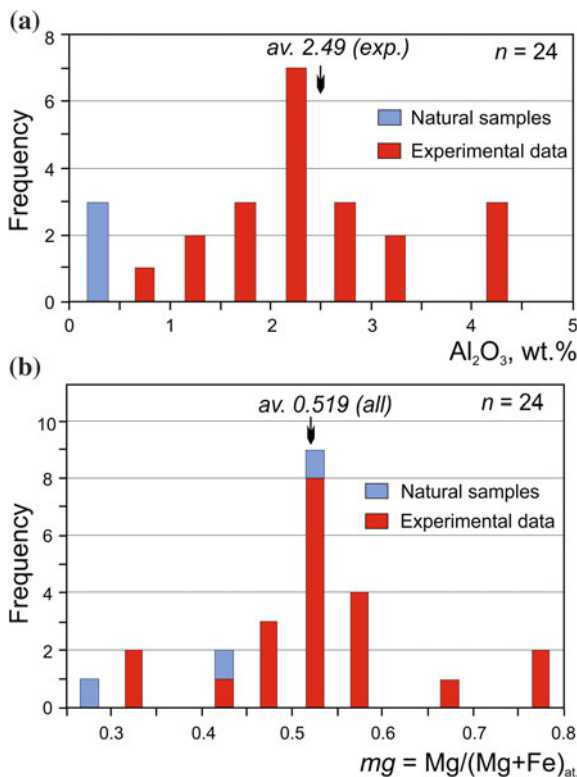 (a)
av. 2.49 (exp.)
n = 24
8
6
4
2
0
Frequency
Natural samples
Experimental data
0 1 2 3 4 5
Al₂O₃, wt.%
(b)
av. 0.519 (all)
n = 24
10
8
6
4
2
0
Frequency
Natural samples
Experimental data
0.3 0.4 0.5 0.6 0.7 0.8
mg = Mg/(Mg+Fe)at.